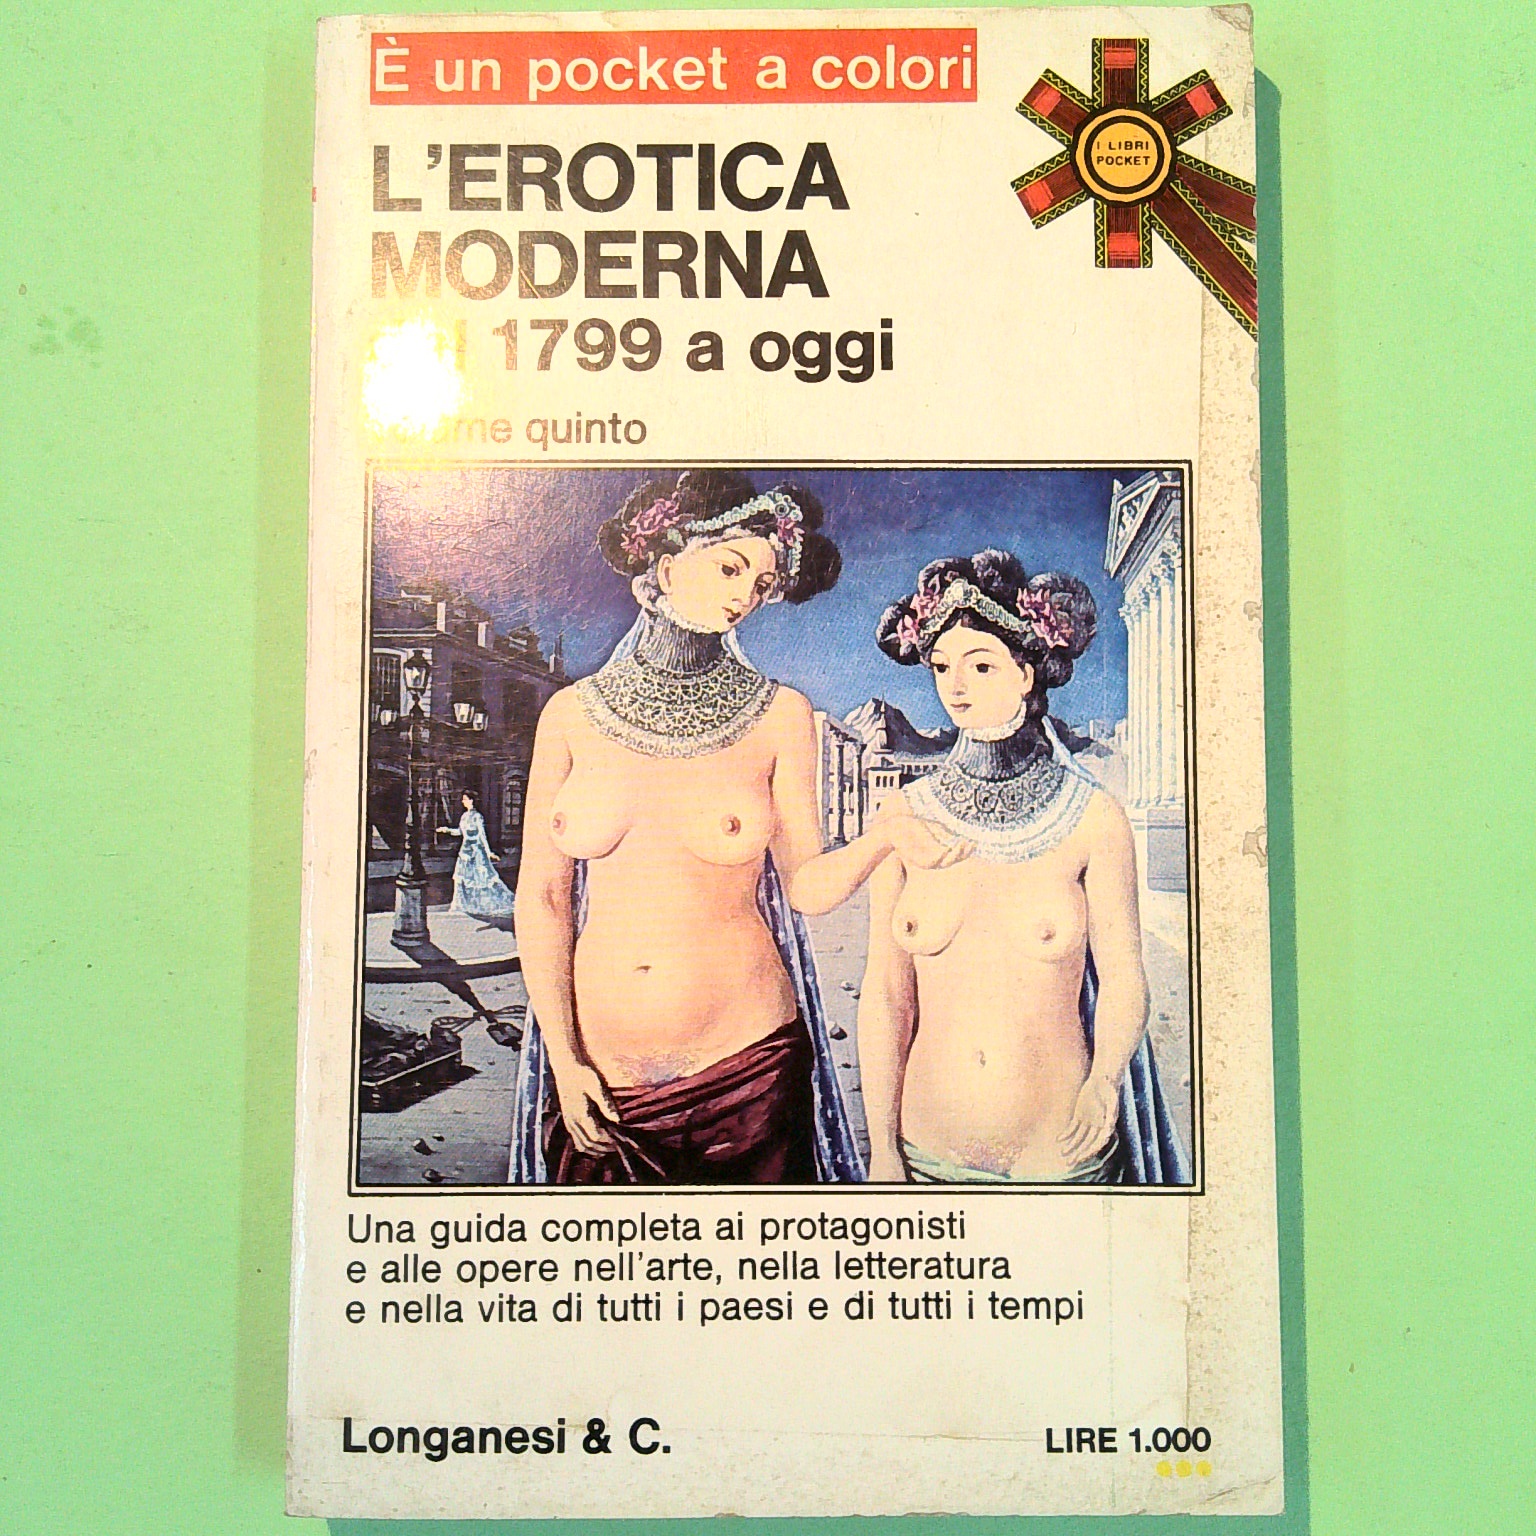 È un pocket a colori
I LIBRI
POCKET
L'EROTICA
MODERNA
1799 a oggi
quinto
Una guida completa ai protagonisti
e alle opere nell'arte, nella letteratura
e nella vita di tutti i paesi e di tutti i tempi
Longanesi & C.
LIRE 1.000